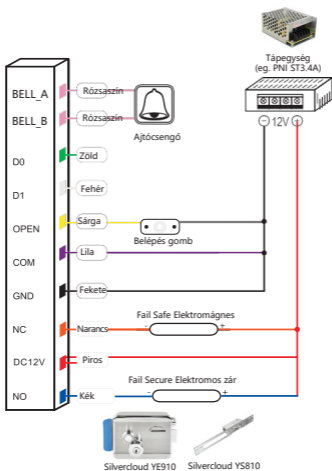 Tápegység
(eg. PNI ST3.4A)
12V
BELL_A Rózsaszín
BELL_B Rózsaszín
Ajtócsengő
D0 Zöld
D1 Fehér
OPEN Sárga
Belépés gomb
COM Lila
GND Fekete
NC Narancs - Fail Safe Elektromágnes +
DC12V Piros
NO Kék - Fail Secure Elektromos zár +
Silvercloud YE910 Silvercloud YS810